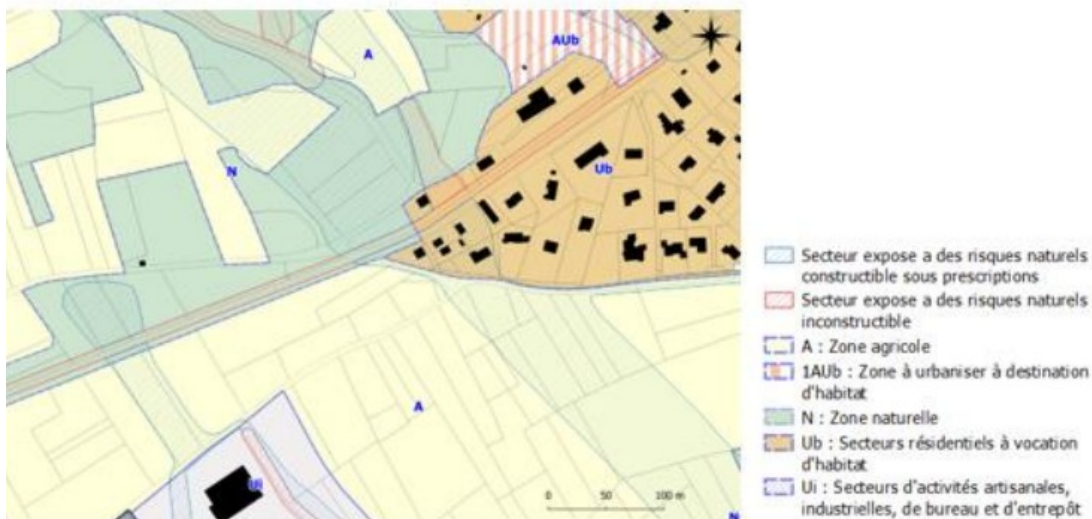 A
AUb
N
Ub
A
Ui
N
0 50 100 m
Secteur expose a des risques naturels
constructible sous prescriptions
Secteur expose a des risques naturels
inconstructible
A : Zone agricole
1AUb : Zone à urbaniser à destination
d'habitat
N : Zone naturelle
Ub : Secteurs résidentiels à vocation
d'habitat
Ui : Secteurs d'activités artisanales,
industrielles, de bureau et d'entrepôt